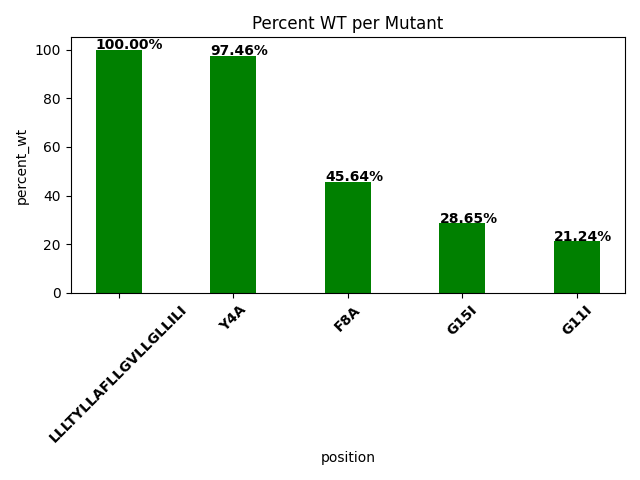 Percent WT per Mutant
100.00%
97.46%
45.64%
28.65%
21.24%
percent_wt
100
80
60
40
20
0
LLLTYLLAFLLGVLLGLLILI
Y4A
F8A
G15I
G11I
position